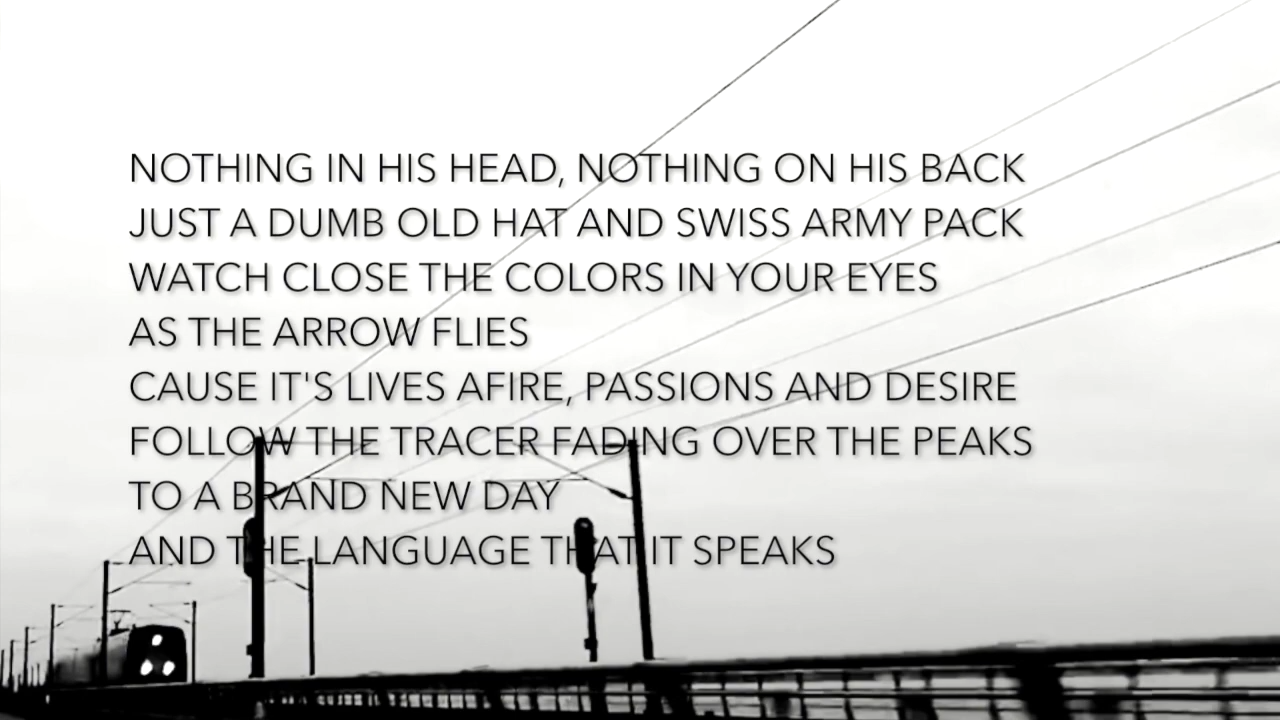 NOTHING IN HIS HEAD, NOTHING ON HIS BACK
JUST A DUMB OLD HAT AND SWISS ARMY PACK
WATCH CLOSE THE COLORS IN YOUR EYES
AS THE ARROW FLIES
CAUSE IT'S LIVES AFIRE, PASSIONS AND DESIRE
FOLLOW THE TRACER FADING OVER THE PEAKS
TO A BRAND NEW DAY
AND THE LANGUAGE THAT IT SPEAKS